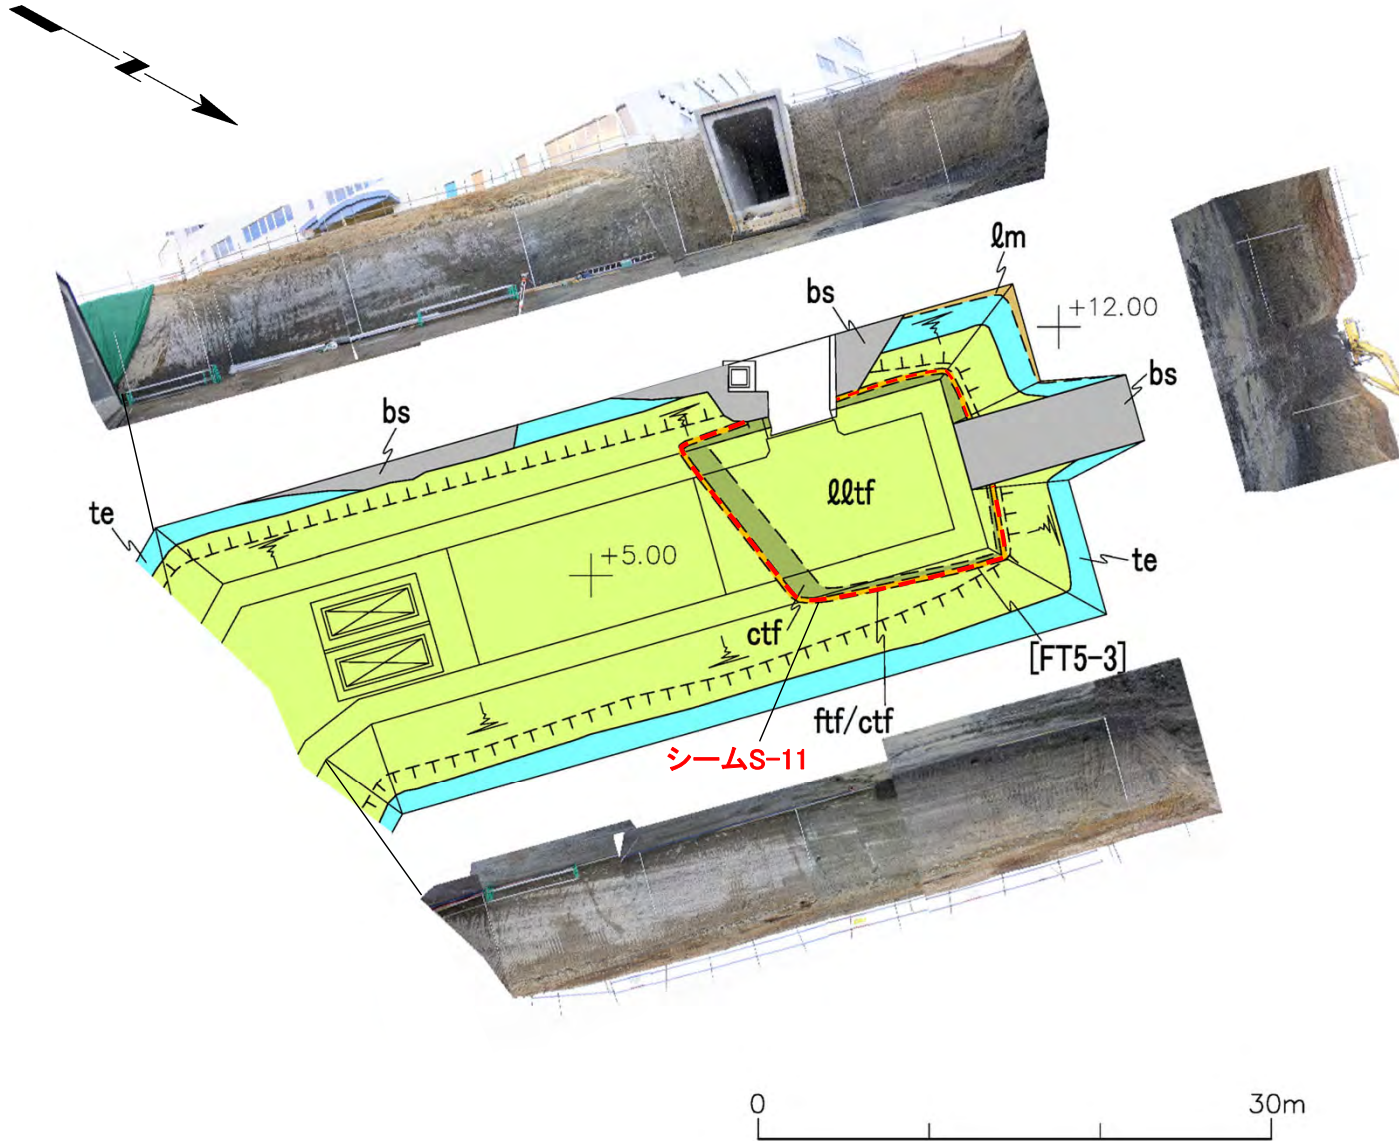 N
ℓm
bs
+12.00
bs
bs
te
ℓℓtf
+5.00
te
ctf
[FT5-3]
ftf/ctf
シームS-11
0 30m